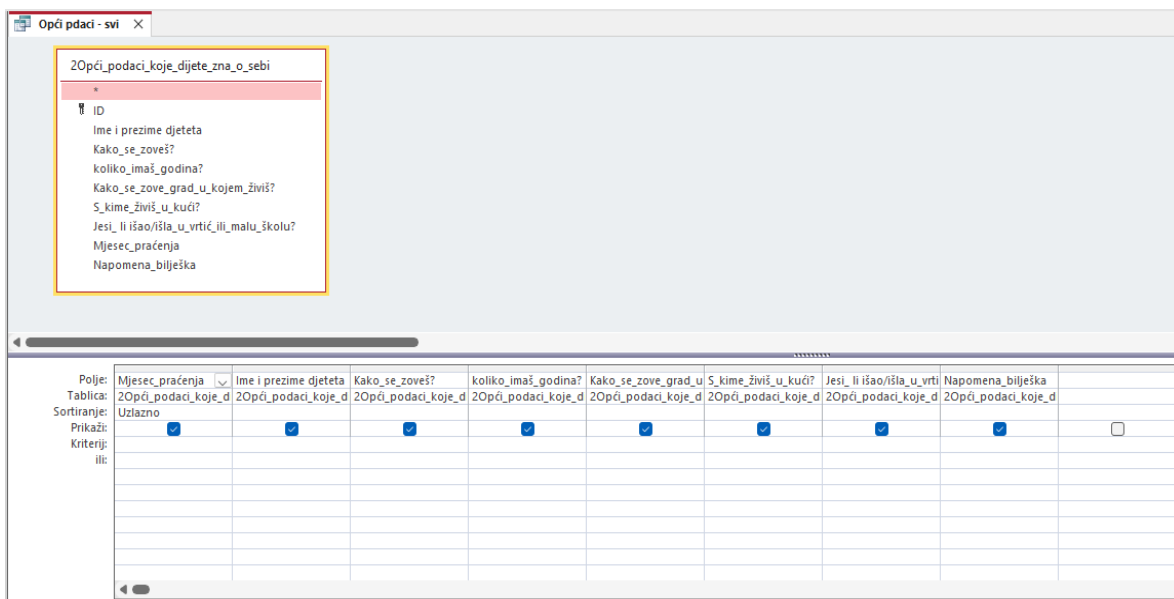 Opći pdaci - svi
2Opći_podaci_koje_dijete_zna_o_sebi
*
ID
Ime i prezime djeteta
Kako_se_zoveš?
koliko_imaš_godina?
Kako_se_zove_grad_u_kojem_živiš?
S_kime_živiš_u_kući?
Jesi_ li išao/išla_u_vrtić_ili_malu_školu?
Mjesec_praćenja
Napomena_bilješka
Polje: Mjesec_praćenja Ime i prezime djeteta Kako_se_zoveš? koliko_imaš_godina? Kako_se_zove_grad_u S_kime_živiš_u_kući? Jesi_ li išao/išla_u_vrti Napomena_bilješka
Tablica: 2Opći_podaci_koje_d 2Opći_podaci_koje_d 2Opći_podaci_koje_d 2Opći_podaci_koje_d 2Opći_podaci_koje_d 2Opći_podaci_koje_d 2Opći_podaci_koje_d 2Opći_podaci_koje_d
Sortiranje: Uzlazno
Prikaži:
Kriterij:
ili: